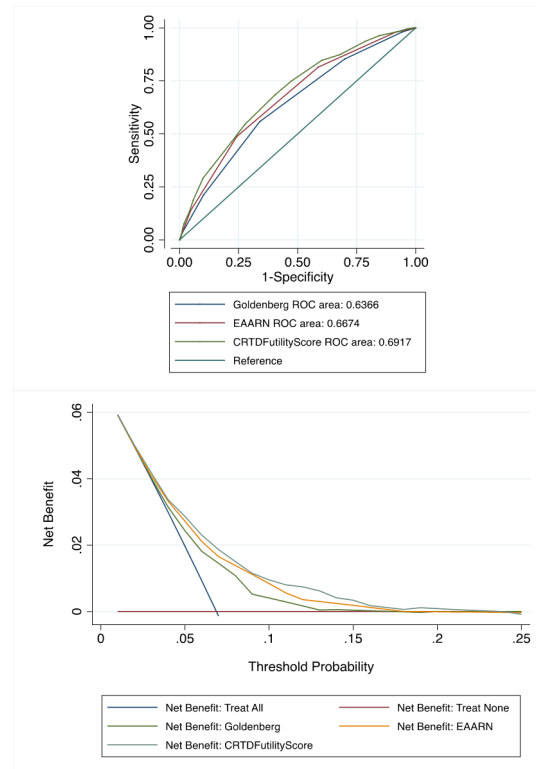 1.00
0.75
0.50
0.25
0.00
Sensitivity
0.00 0.25 0.50 0.75 1.00
1-Specificity
Goldenberg ROC area: 0.6366
EAARN ROC area: 0.6674
CRTDFutilityScore ROC area: 0.6917
Reference
.06
.04
.02
0
Net Benefit
0 .05 .1 .15 .2 .25
Threshold Probability
Net Benefit: Treat All Net Benefit: Treat None
Net Benefit: Goldenberg Net Benefit: EAARN
Net Benefit: CRTDFutilityScore